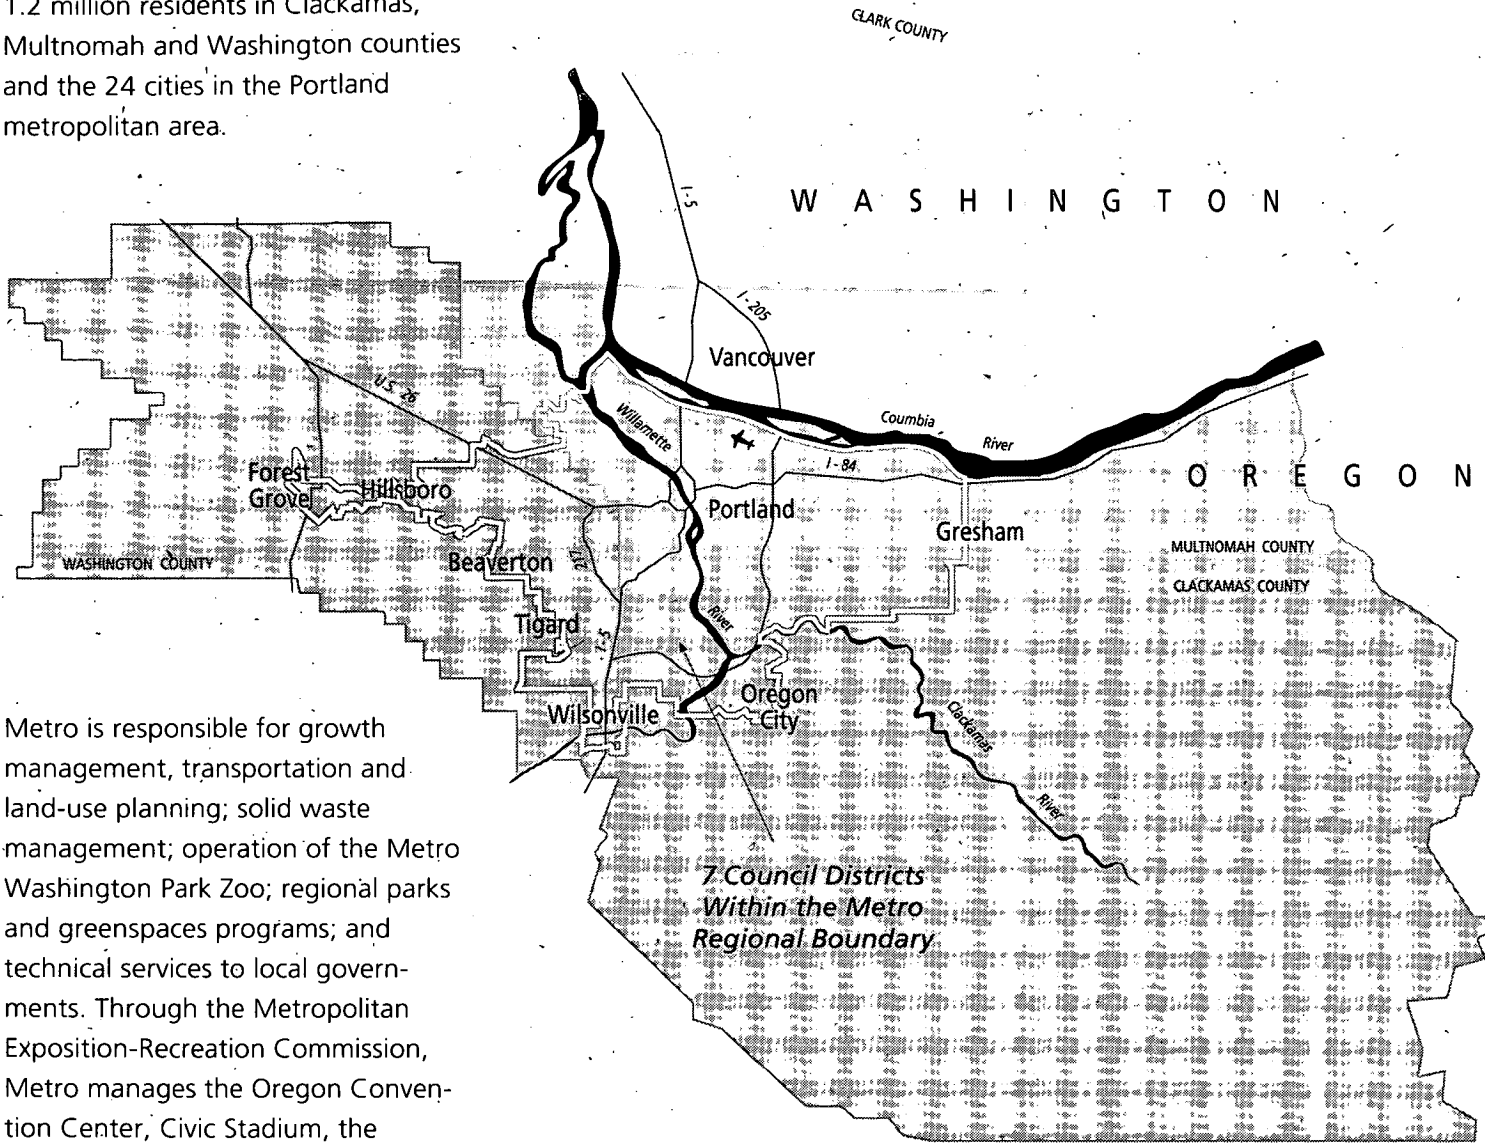 1.2 million residents in Clackamas,
Multnomah and Washington counties
and the 24 cities in the Portland
metropolitan area.
CLARK COUNTY
WASHINGTON
I-5
I-205
Vancouver
U.S. 26
Willamette
Coumbia
River
I-84
OREGON
Forest
Grove
Hillsboro
Portland
Gresham
MULTNOMAH COUNTY
CLACKAMAS COUNTY
WASHINGTON COUNTY
Beaverton
217
Tigard
River
I-5
Oregon
City
Wilsonville
Clackamas
River
7 Council Districts
Within the Metro
Regional Boundary
Metro is responsible for growth
management, transportation and
land-use planning; solid waste
management; operation of the Metro
Washington Park Zoo; regional parks
and greenspaces programs; and
technical services to local govern-
ments. Through the Metropolitan
Exposition-Recreation Commission,
Metro manages the Oregon Conven-
tion Center, Civic Stadium, the